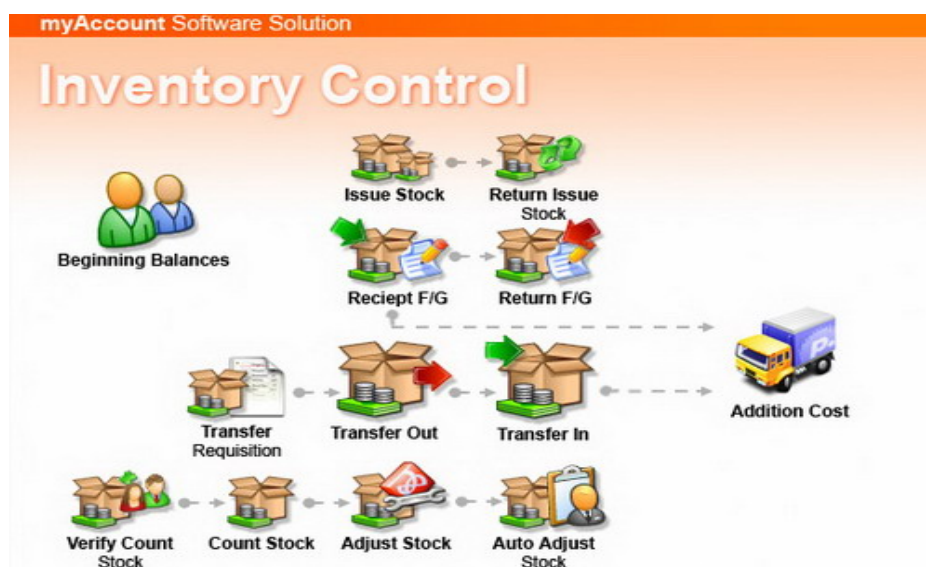 myAccount Software Solution
Inventory Control
Issue Stock
Return Issue
Stock
Beginning Balances
Reciept F/G
Return F/G
Addition Cost
Transfer
Requisition
Transfer Out
Transfer In
Verify Count
Stock
Count Stock
Adjust Stock
Auto Adjust
Stock